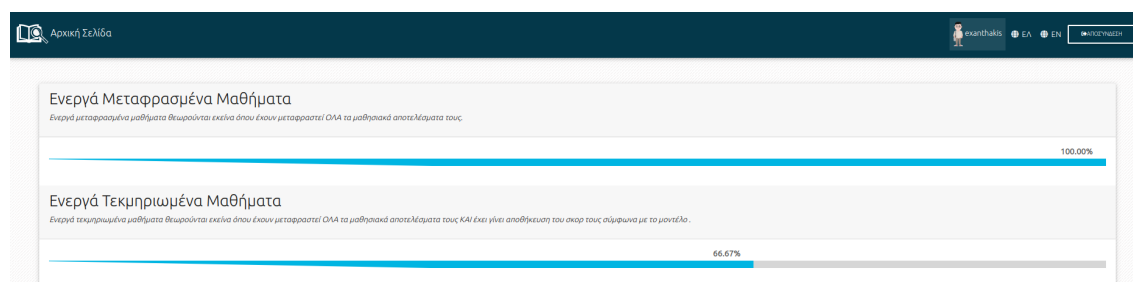 Αρχική Σελίδα
exanthakis ΕΛ EN ΑΠΟΣΥΝΔΕΣΗ
Ενεργά Μεταφρασμένα Μαθήματα
Ενεργά μεταφρασμένα μαθήματα θεωρούνται εκείνα όπου έχουν μεταφραστεί ΟΛΑ τα μαθησιακά αποτελέσματα τους.
100.00%
Ενεργά Τεκμηριωμένα Μαθήματα
Ενεργά τεκμηριωμένα μαθήματα θεωρούνται εκείνα όπου έχουν μεταφραστεί ΟΛΑ τα μαθησιακά αποτελέσματα τους ΚΑΙ έχει γίνει αποθήκευση του σκορ τους σύμφωνα με το μοντέλο .
66.67%